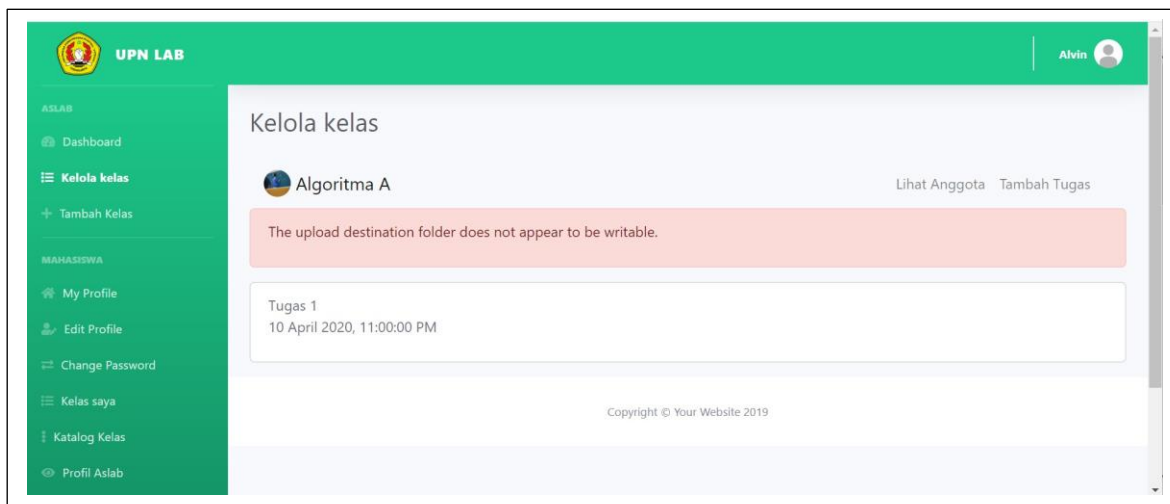 UPN LAB
Alvin
ASLAB
Dashboard
Kelola kelas
Tambah Kelas
MAHASISWA
My Profile
Edit Profile
Change Password
Kelas saya
Katalog Kelas
Profil Aslab
Kelola kelas
Algoritma A
Lihat Anggota Tambah Tugas
The upload destination folder does not appear to be writable.
Tugas 1
10 April 2020, 11:00:00 PM
Copyright © Your Website 2019